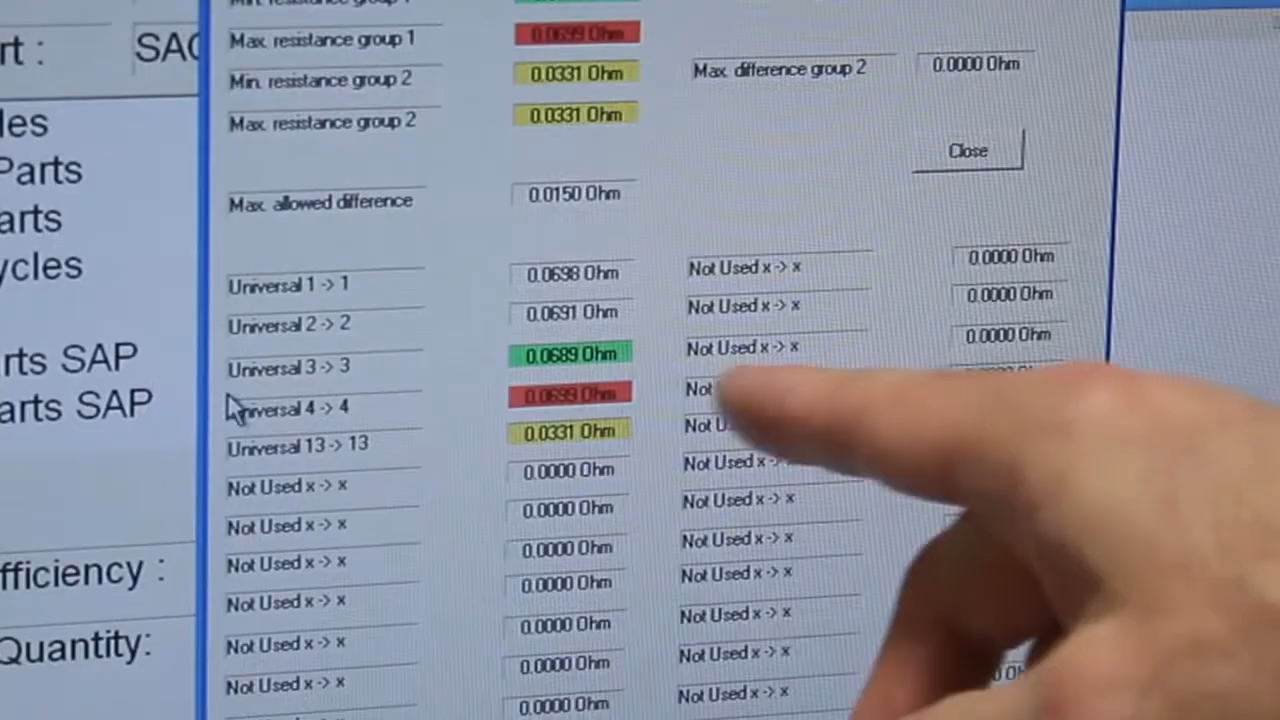 Min. resistance group 1
rt : SAC
Max. resistance group 1 0.0699 Ohm
Min. resistance group 2 0.0331 Ohm Max. difference group 2 0.0000 Ohm
Max. resistance group 2 0.0331 Ohm
les
Close
Parts
Max. allowed difference 0.0150 Ohm
arts
ycles
Universal 1 -> 1 0.0698 Ohm Not Used x -> x 0.0000 Ohm
Universal 2 -> 2 0.0691 Ohm Not Used x -> x 0.0000 Ohm
rts SAP
Universal 3 -> 3 0.0689 Ohm Not Used x -> x 0.0000 Ohm
arts SAP
Universal 4 -> 4 0.0699 Ohm Not
Universal 13 -> 13 0.0331 Ohm Not
Not Used x -> x 0.0000 Ohm Not Used x
Not Used x -> x 0.0000 Ohm Not Used x -> x
fficiency :
Not Used x -> x 0.0000 Ohm Not Used x -> x
Not Used x -> x 0.0000 Ohm Not Used x -> x
Quantity:
Not Used x -> x 0.0000 Ohm Not Used x -> x
Not Used x -> x 0.0000 Ohm Not Used x -> x
0.0000 Ohm Not Used x -> x